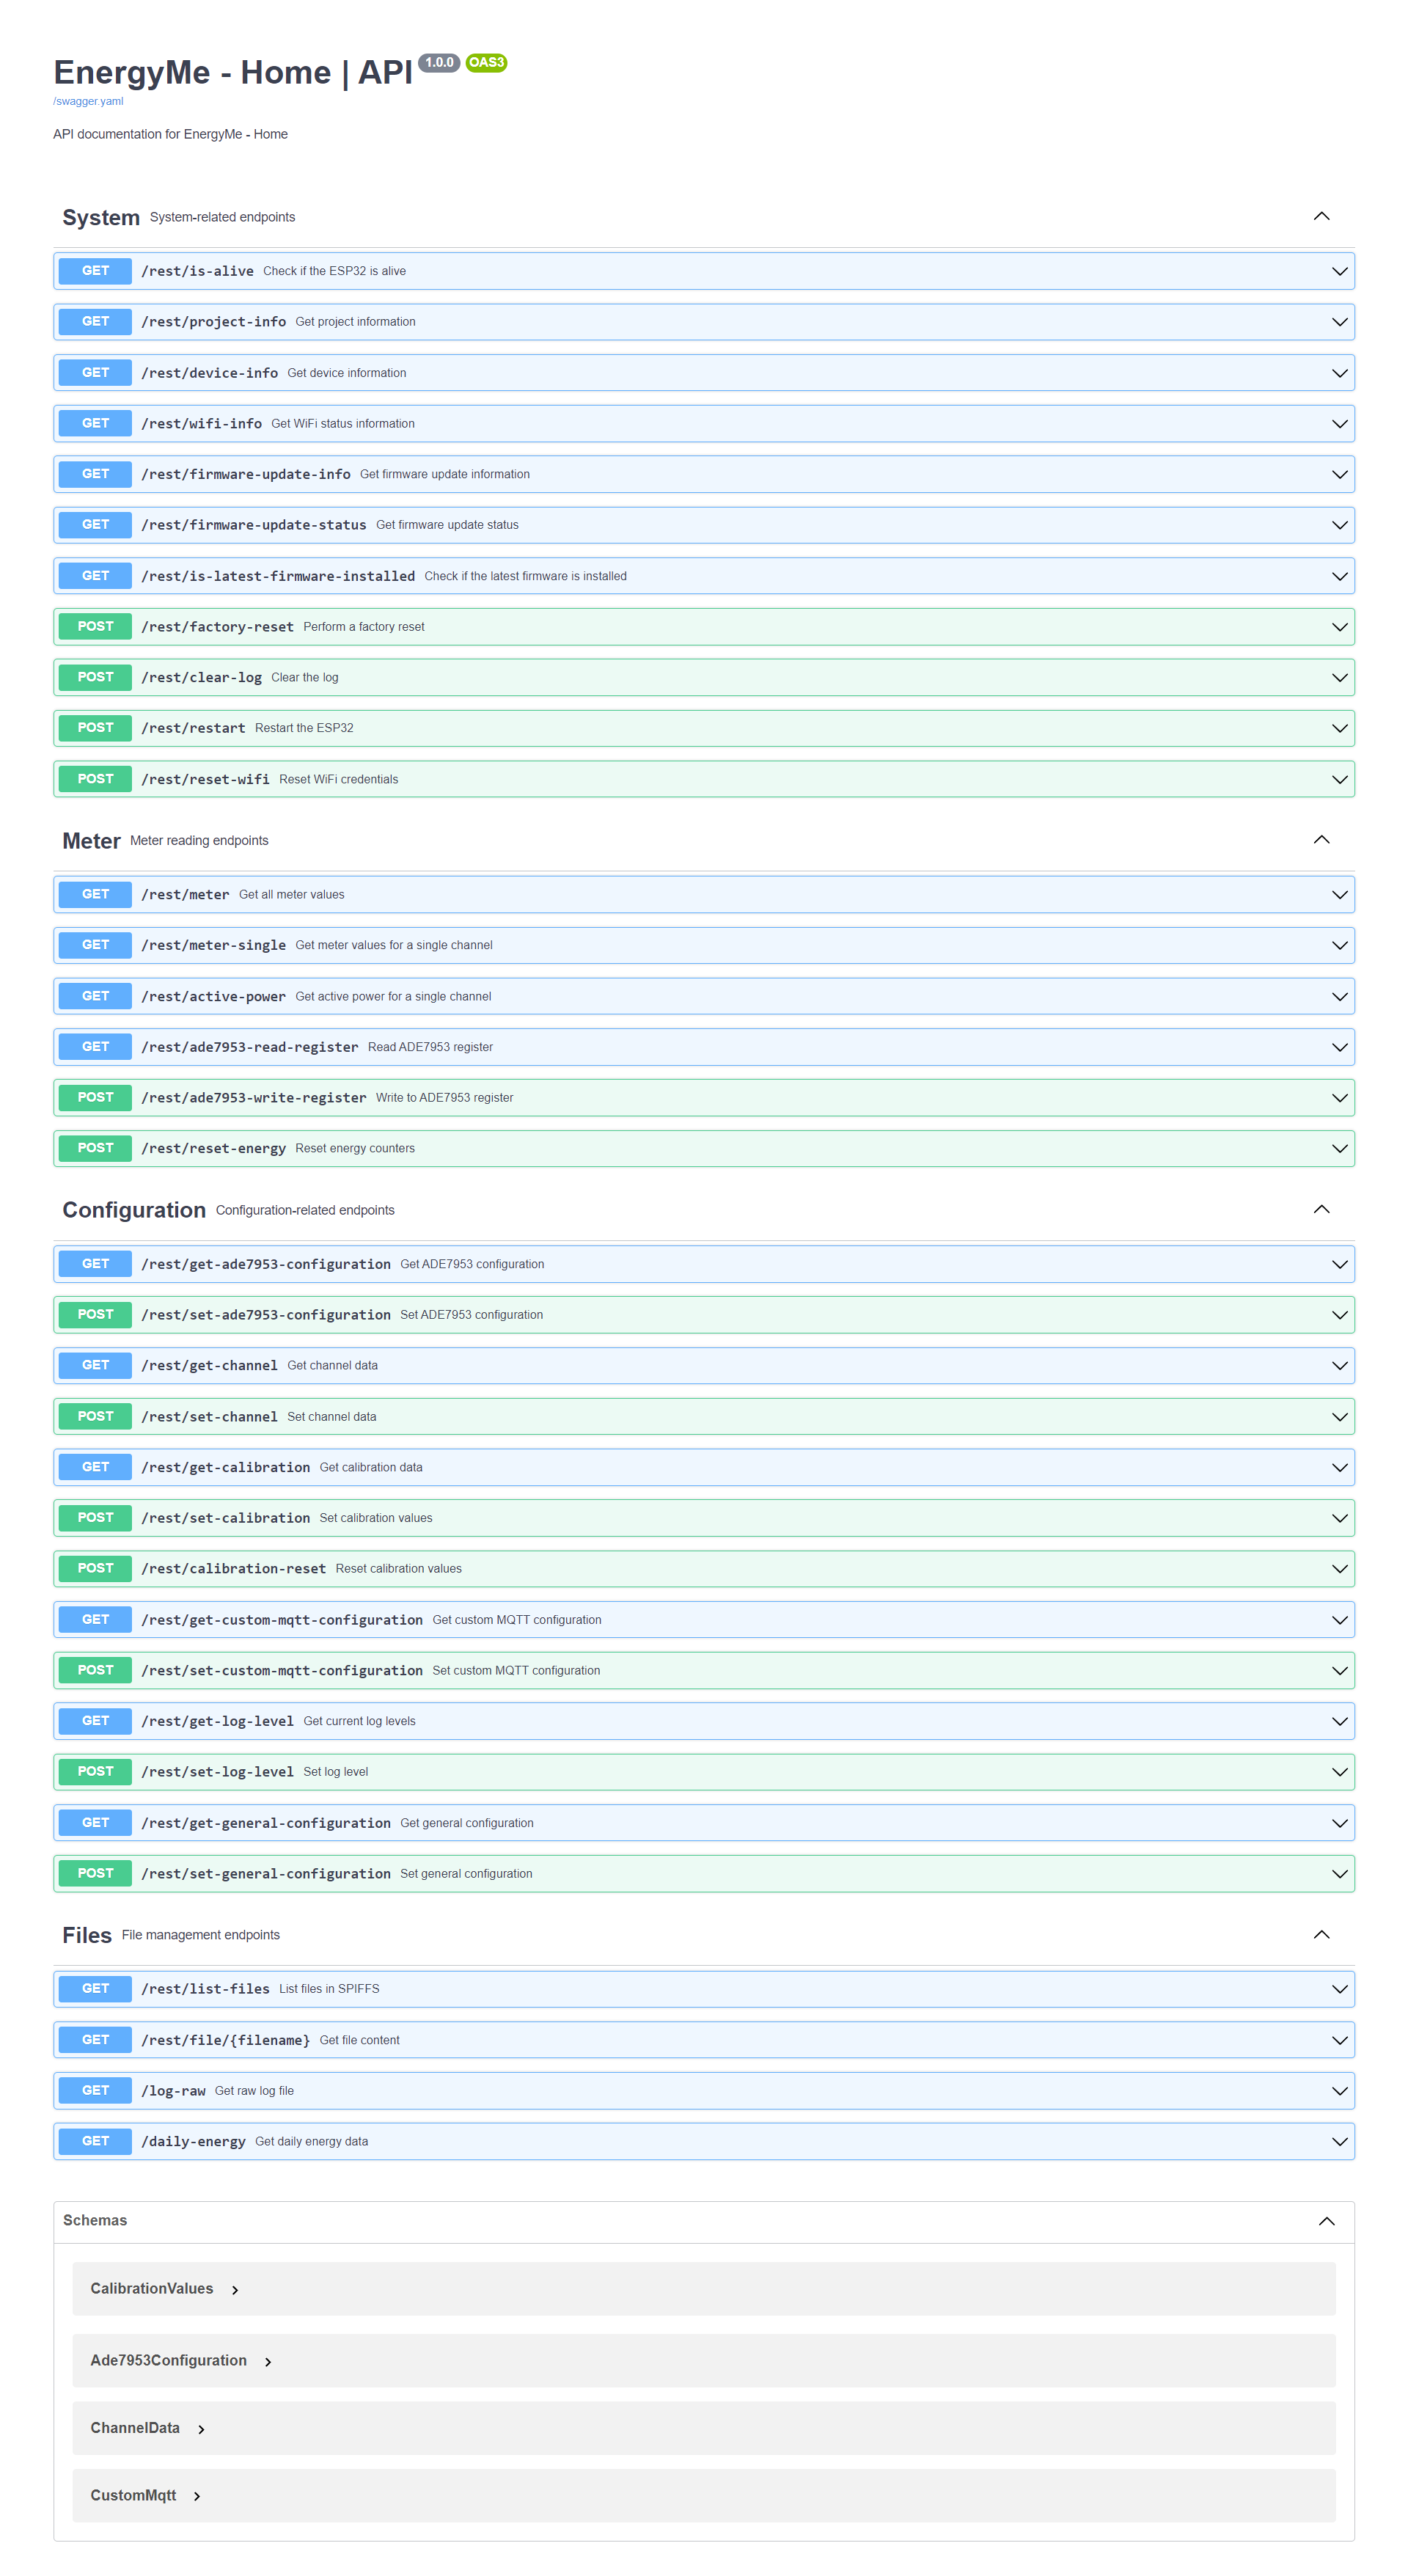 EnergyMe - Home | API 1.0.0 OAS3
/swagger.yaml
API documentation for EnergyMe - Home
System System-related endpoints
GET /rest/is-alive Check if the ESP32 is alive
GET /rest/project-info Get project information
GET /rest/device-info Get device information
GET /rest/wifi-info Get WiFi status information
GET /rest/firmware-update-info Get firmware update information
GET /rest/firmware-update-status Get firmware update status
GET /rest/is-latest-firmware-installed Check if the latest firmware is installed
POST /rest/factory-reset Perform a factory reset
POST /rest/clear-log Clear the log
POST /rest/restart Restart the ESP32
POST /rest/reset-wifi Reset WiFi credentials
Meter Meter reading endpoints
GET /rest/meter Get all meter values
GET /rest/meter-single Get meter values for a single channel
GET /rest/active-power Get active power for a single channel
GET /rest/ade7953-read-register Read ADE7953 register
POST /rest/ade7953-write-register Write to ADE7953 register
POST /rest/reset-energy Reset energy counters
Configuration Configuration-related endpoints
GET /rest/get-ade7953-configuration Get ADE7953 configuration
POST /rest/set-ade7953-configuration Set ADE7953 configuration
GET /rest/get-channel Get channel data
POST /rest/set-channel Set channel data
GET /rest/get-calibration Get calibration data
POST /rest/set-calibration Set calibration values
POST /rest/calibration-reset Reset calibration values
GET /rest/get-custom-mqtt-configuration Get custom MQTT configuration
POST /rest/set-custom-mqtt-configuration Set custom MQTT configuration
GET /rest/get-log-level Get current log levels
POST /rest/set-log-level Set log level
GET /rest/get-general-configuration Get general configuration
POST /rest/set-general-configuration Set general configuration
Files File management endpoints
GET /rest/list-files List files in SPIFFS
GET /rest/file/{filename} Get file content
GET /log-raw Get raw log file
GET /daily-energy Get daily energy data
Schemas
CalibrationValues
Ade7953Configuration
ChannelData
CustomMqtt